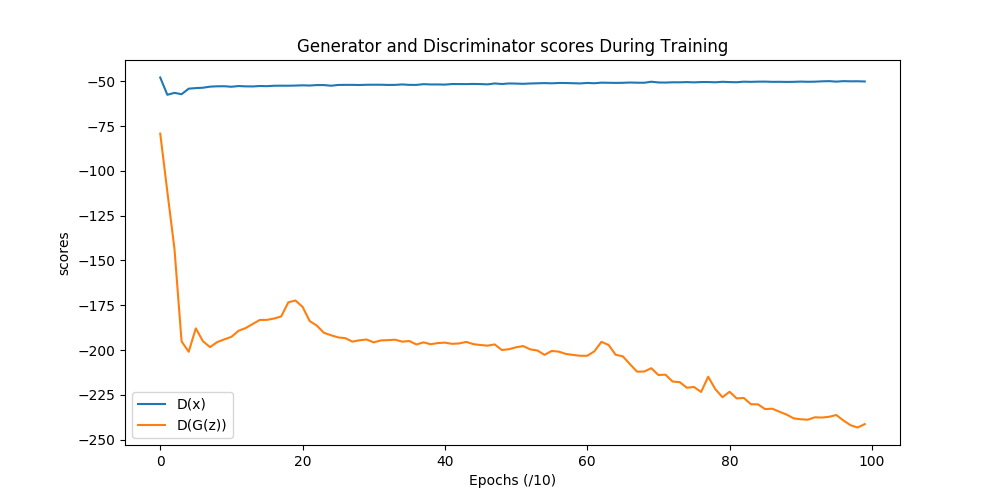 Generator and Discriminator scores During Training
scores
−50
−75
−100
−125
−150
−175
−200
−225
−250
D(x)
D(G(z))
0 20 40 60 80 100
Epochs (/10)